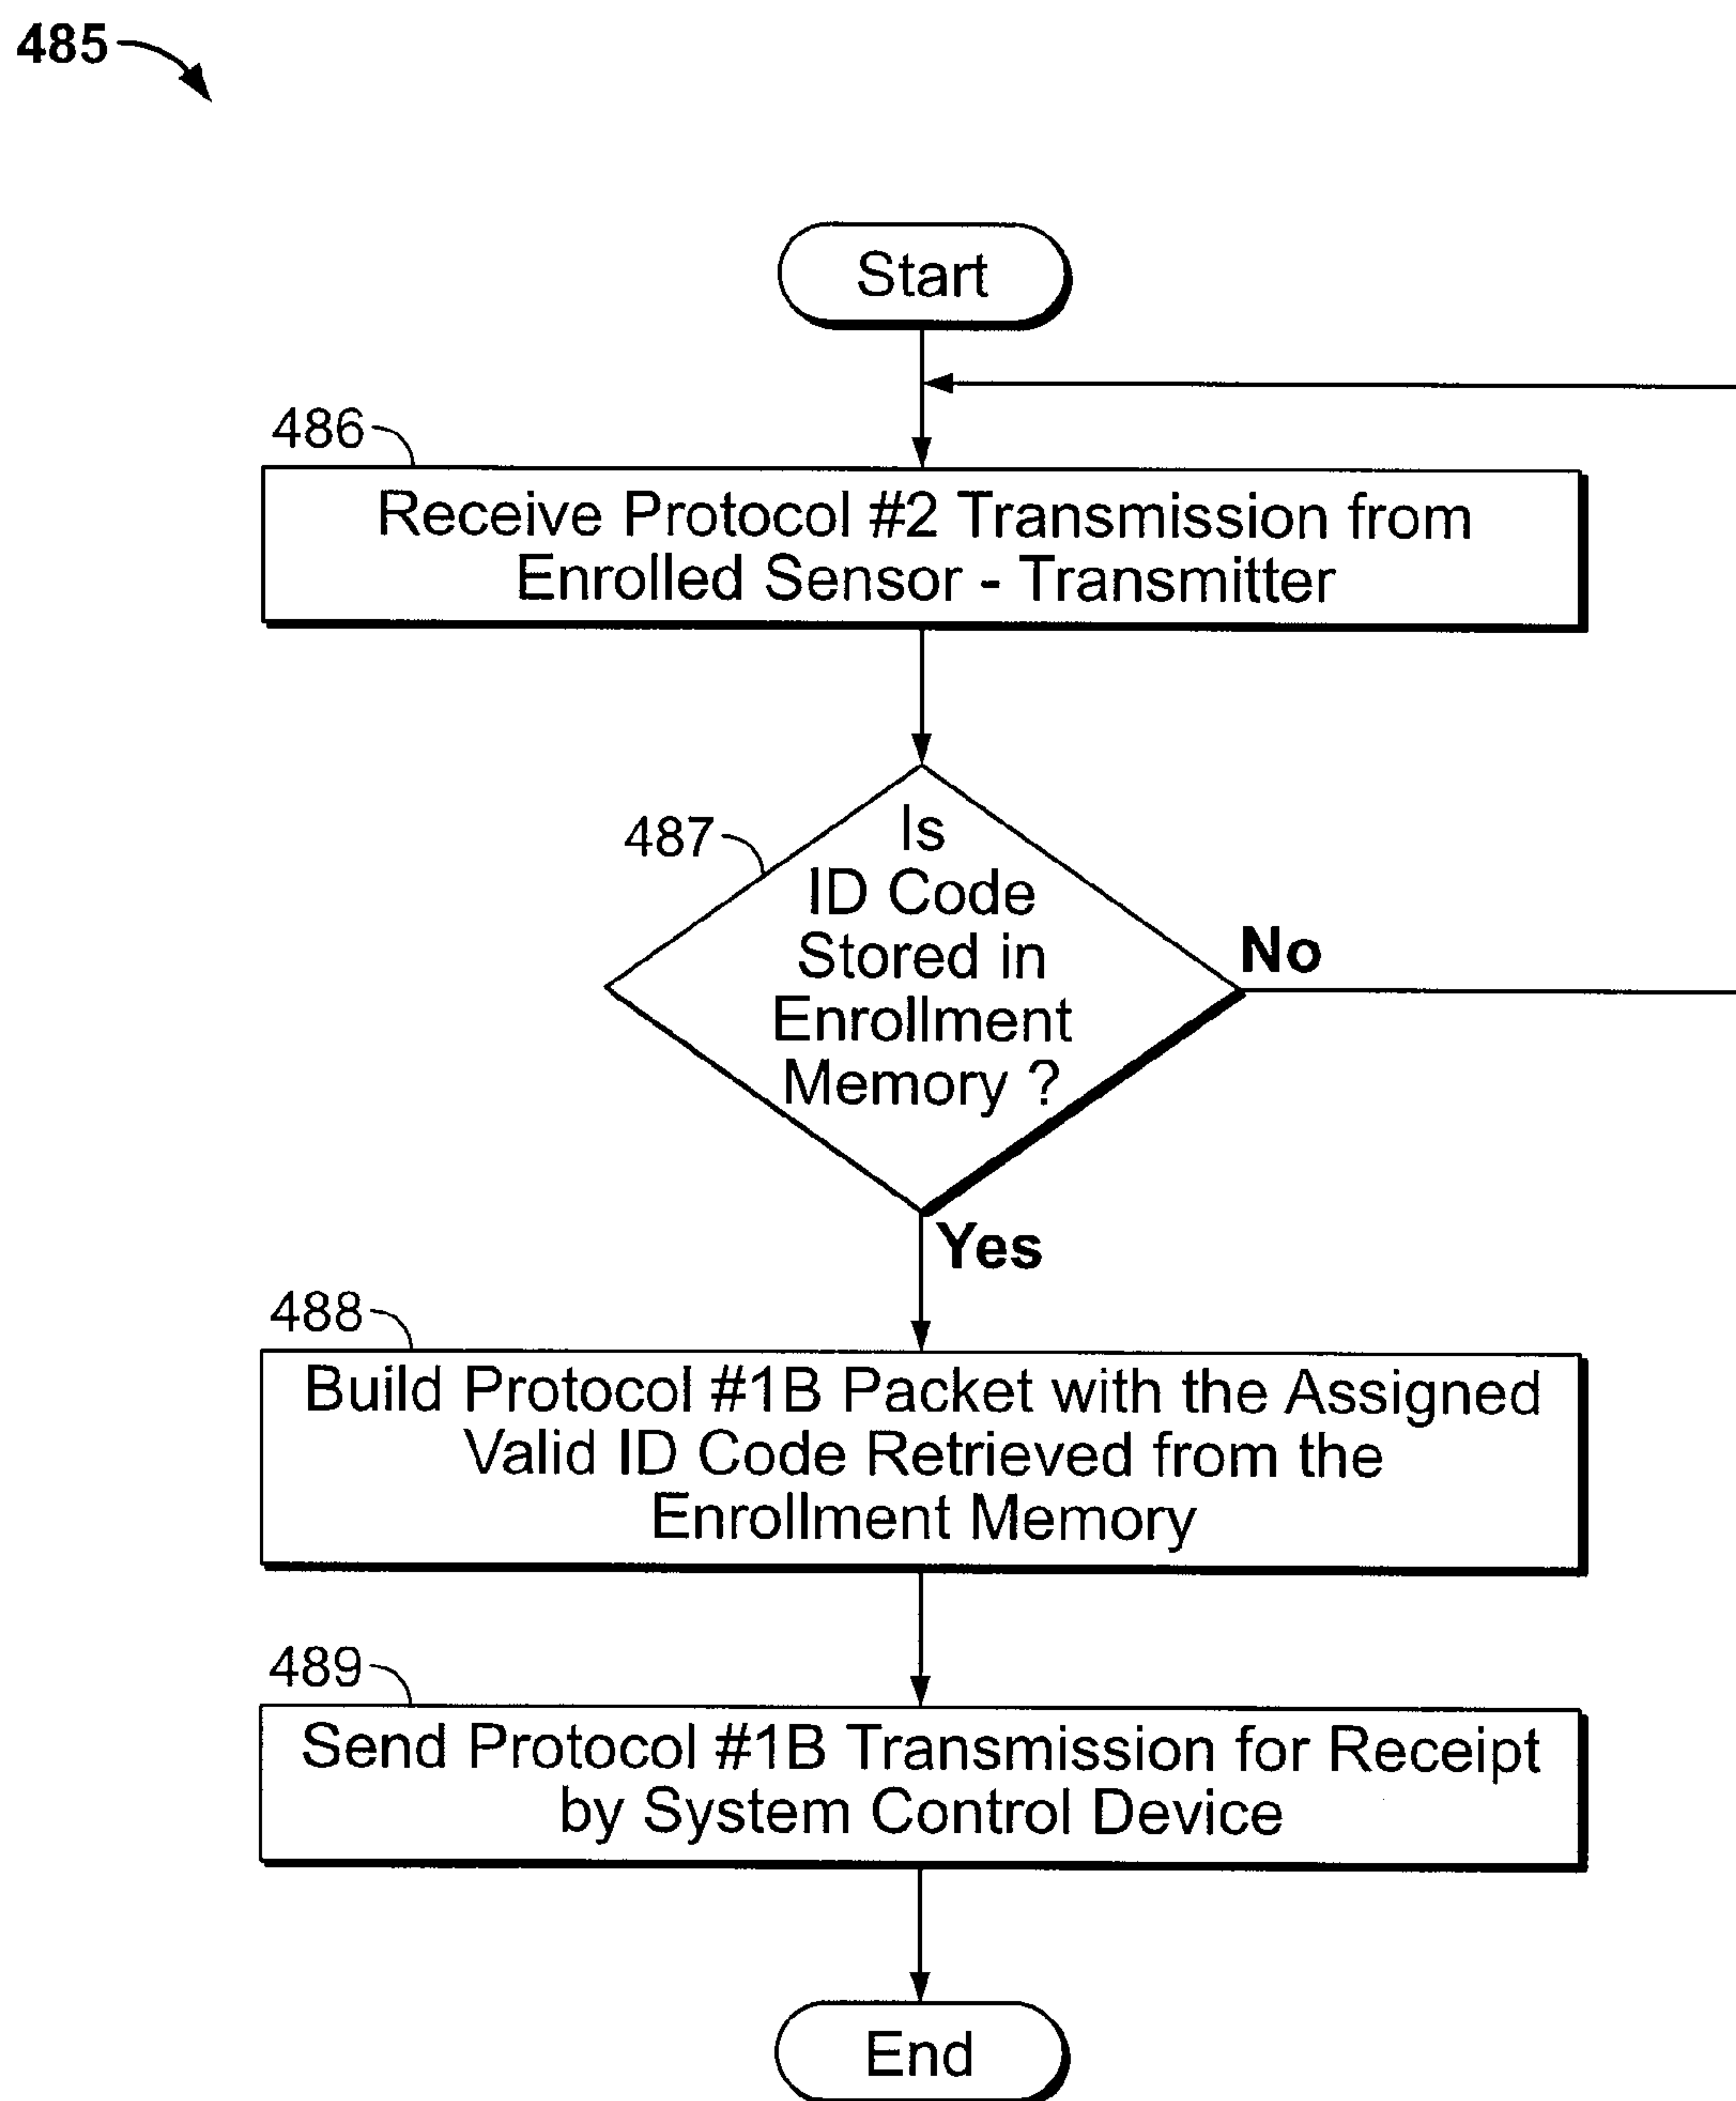 485
Start
486
Receive Protocol #2 Transmission from
Enrolled Sensor - Transmitter
487
Is
ID Code
Stored in
Enrollment
Memory ?
No
Yes
488
Build Protocol #1B Packet with the Assigned
Valid ID Code Retrieved from the
Enrollment Memory
489
Send Protocol #1B Transmission for Receipt
by System Control Device
End